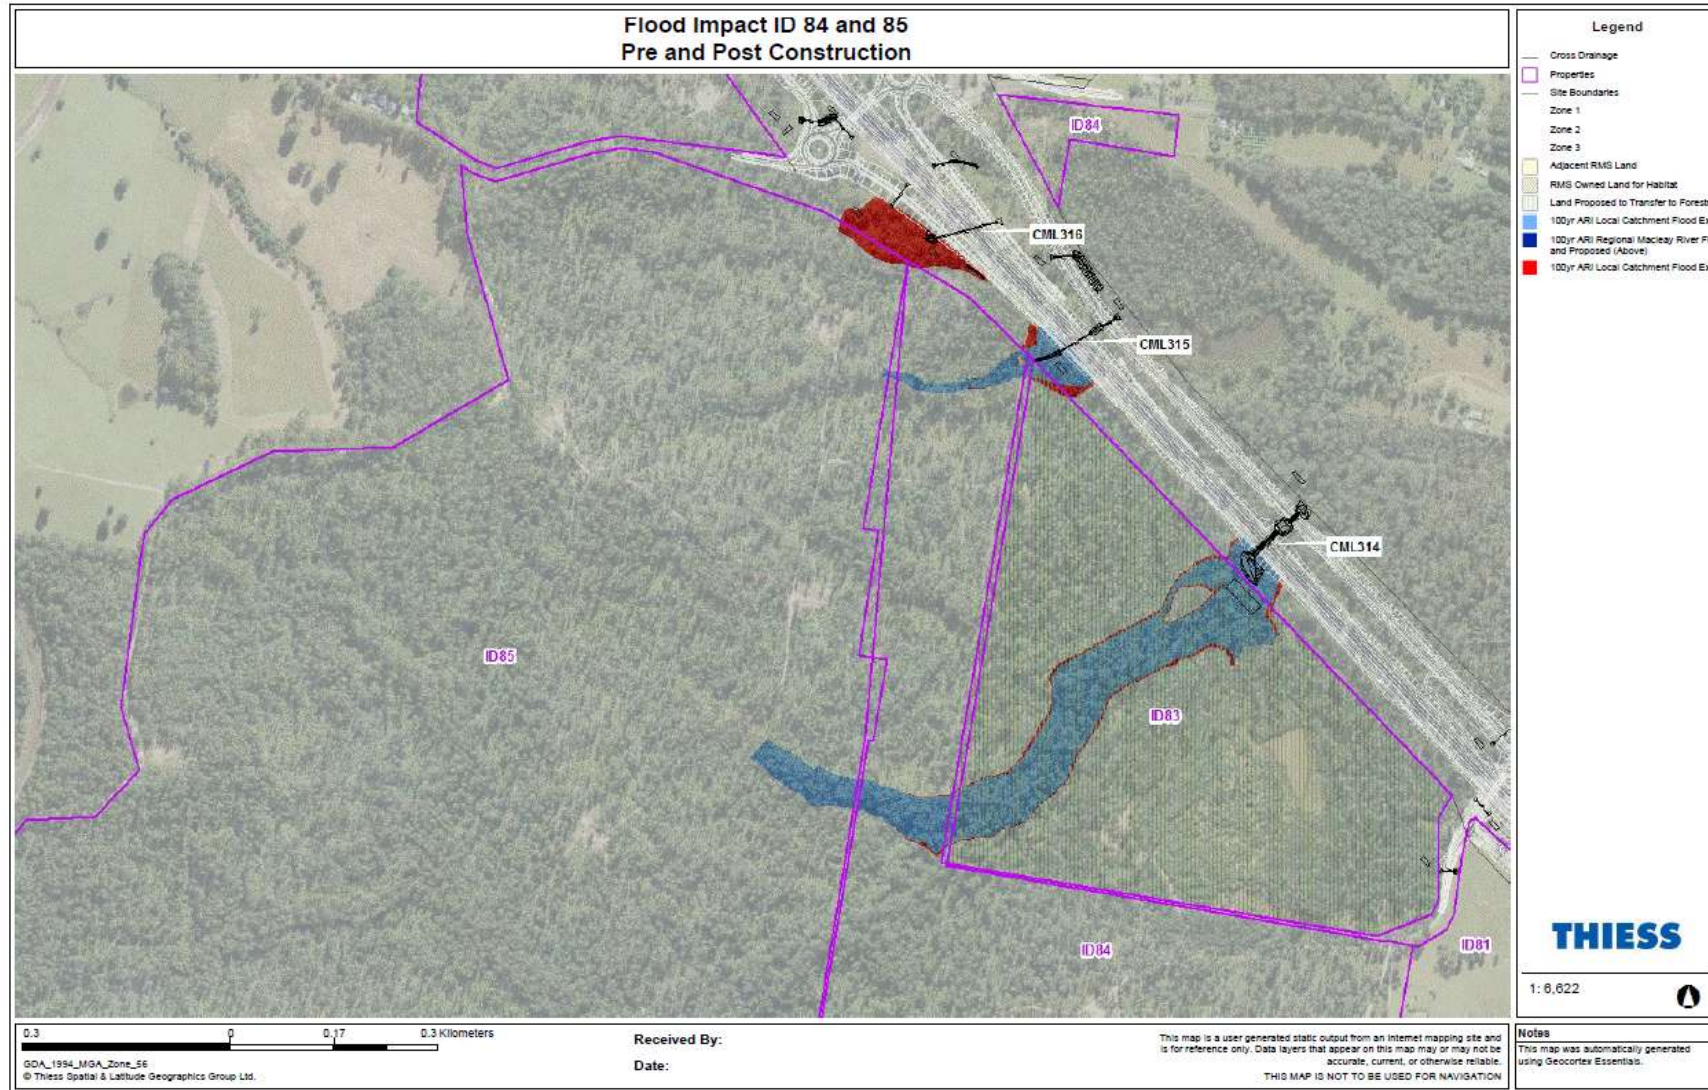 Flood Impact ID 84 and 85
Pre and Post Construction
Legend
Cross Drainage
Properties
Site Boundaries
Zone 1
Zone 2
Zone 3
Adjacent RMS Land
RMS Owned Land for Habitat
Land Proposed to Transfer to Forestr
100yr ARI Local Catchment Flood Ex
100yr ARI Regional Macleay River Fl
and Proposed (Above)
100yr ARI Local Catchment Flood Ex
ID84
CML316
CML315
CML314
ID85
ID83
ID84
ID81
THIESS
1: 6,622
0.3 0 0.17 0.3 Kilometers
GDA_1994_MGA_Zone_56
© Thiess Spatial & Latitude Geographics Group Ltd.
Received By:
Date:
This map is a user generated static output from an Internet mapping site and
is for reference only. Data layers that appear on this map may or may not be
accurate, current, or otherwise reliable.
THIS MAP IS NOT TO BE USED FOR NAVIGATION
Notes
This map was automatically generated
using Geocortex Essentials.